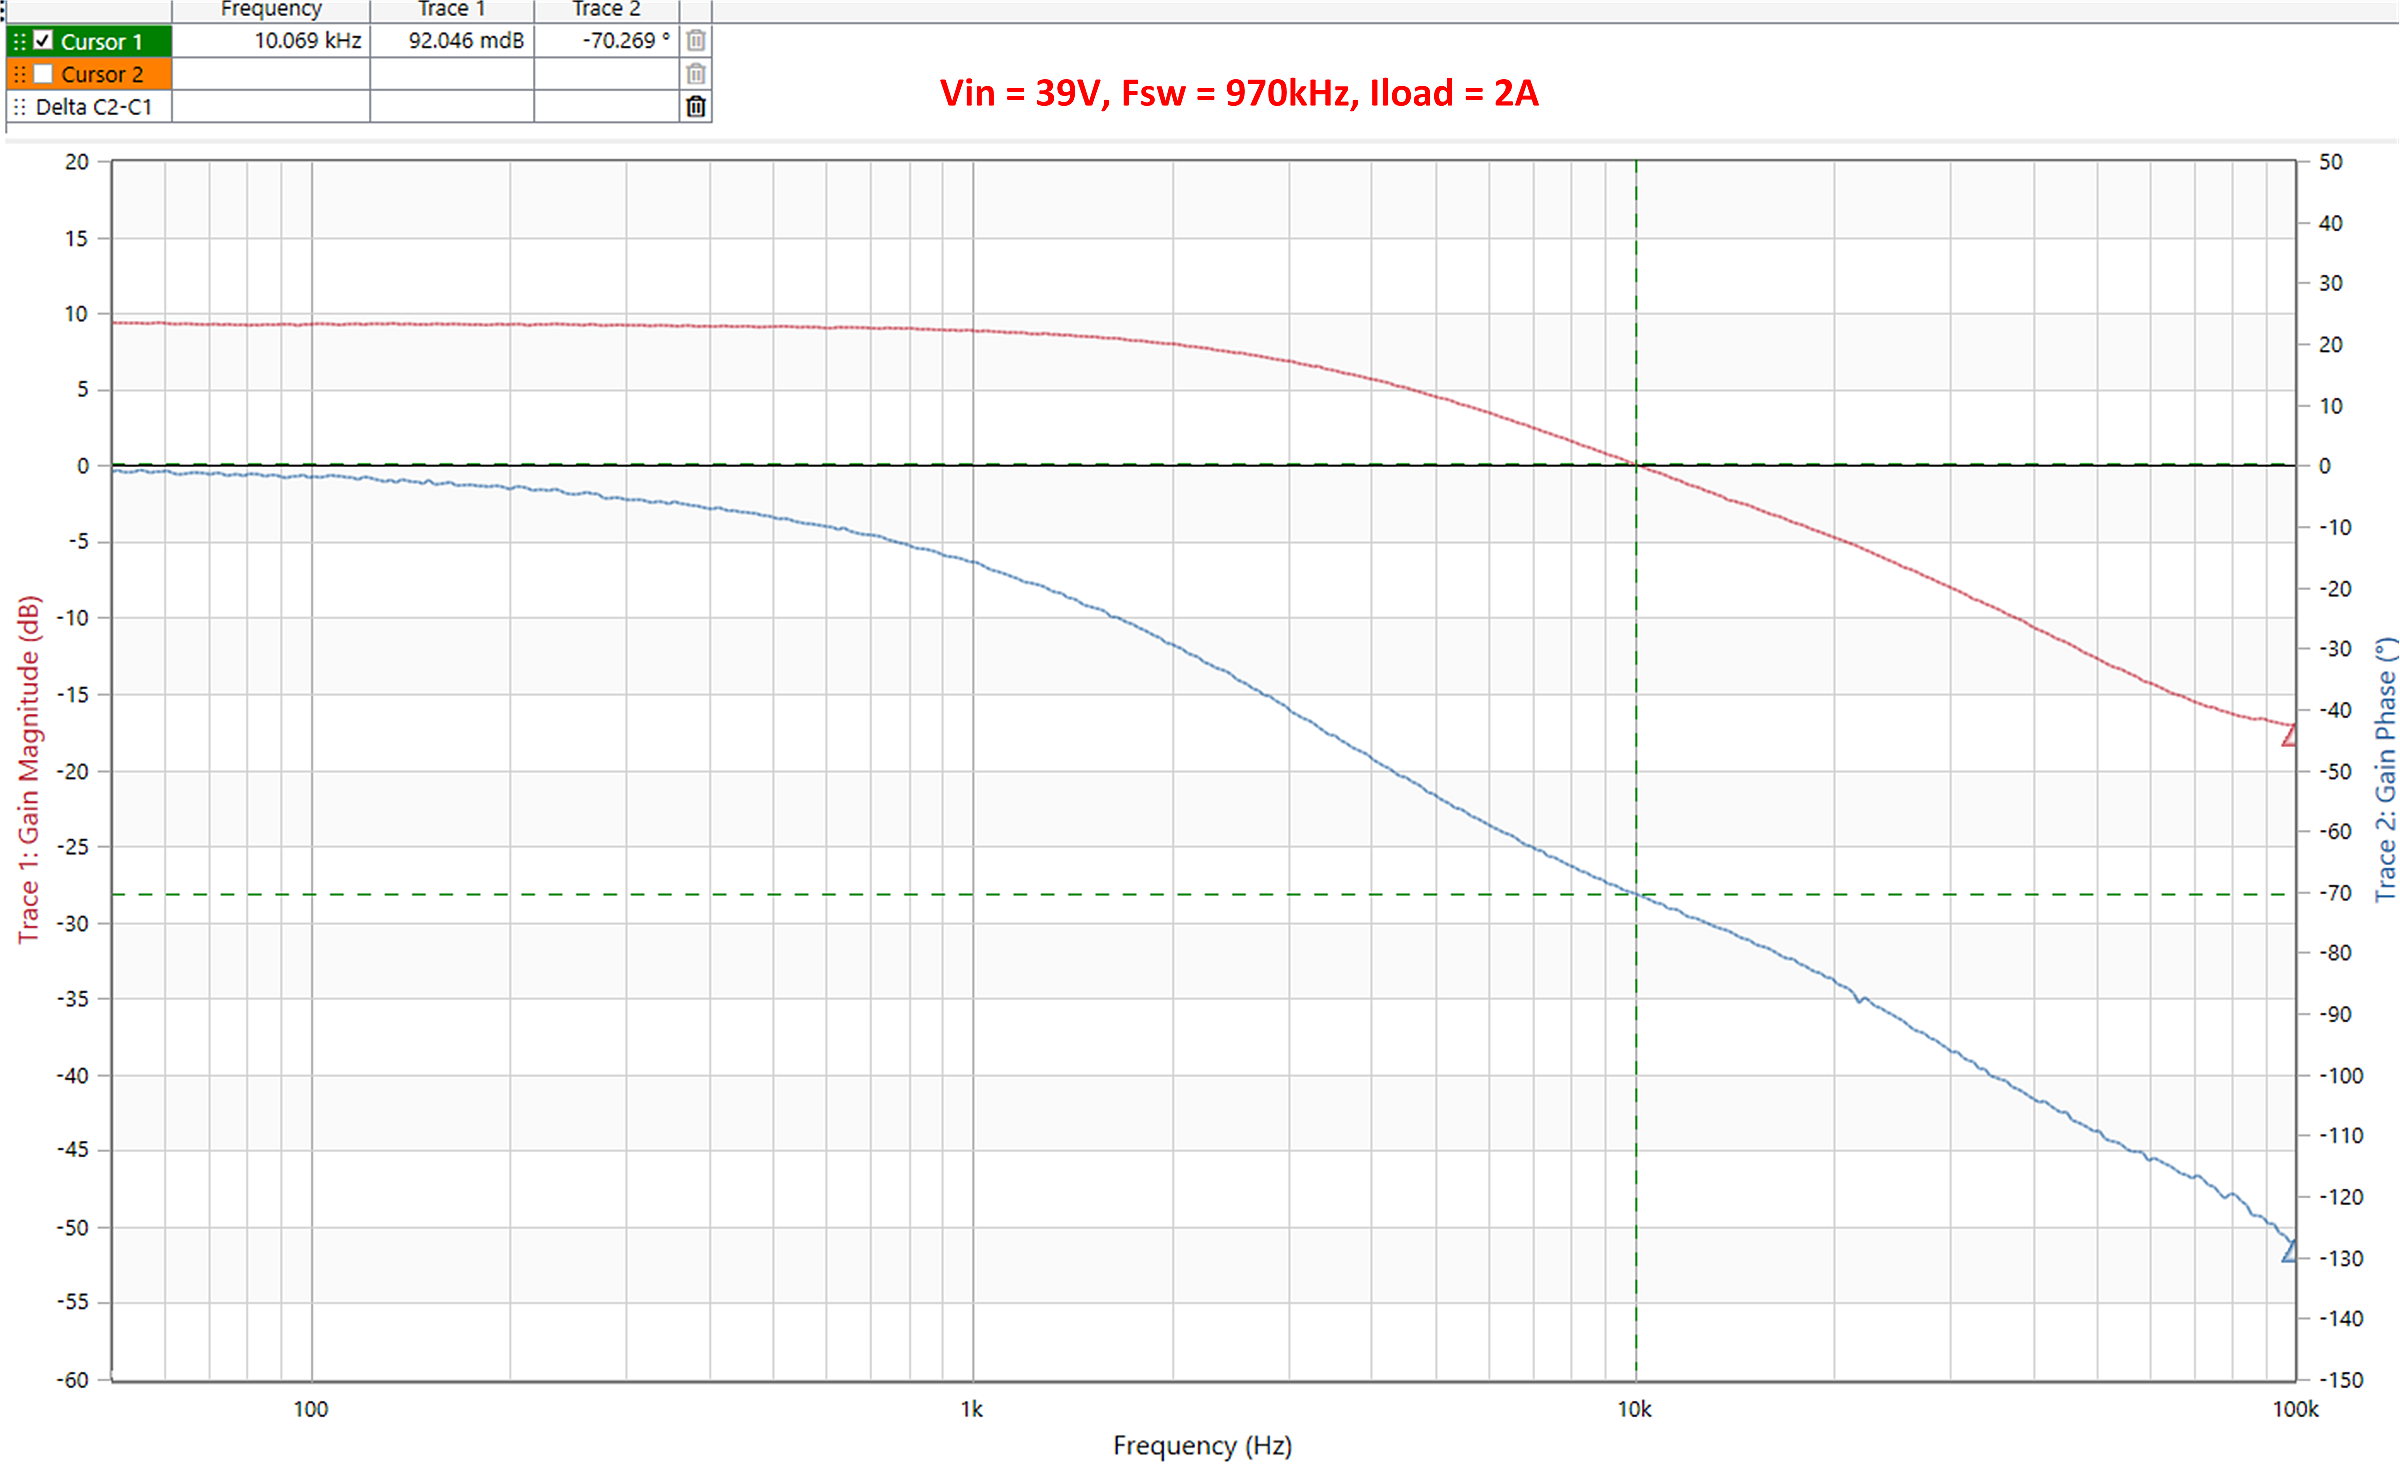 Frequency Trace 1 Trace 2
Cursor 1 10.069 kHz 92.046 mdB -70.269 °
Cursor 2
Delta C2-C1
Vin = 39V, Fsw = 970kHz, Iload = 2A
20 50
15 40
10 30
5 20
0 10
-5 0
-10 -10
-15 -20
-20 -30
-25 -40
-30 -50
-35 -60
-40 -70
-45 -80
-50 -90
-55 -100
-60 -110
-120
-130
-140
-150
Trace 1: Gain Magnitude (dB)
Trace 2: Gain Phase (°)
100 1k 10k 100k
Frequency (Hz)